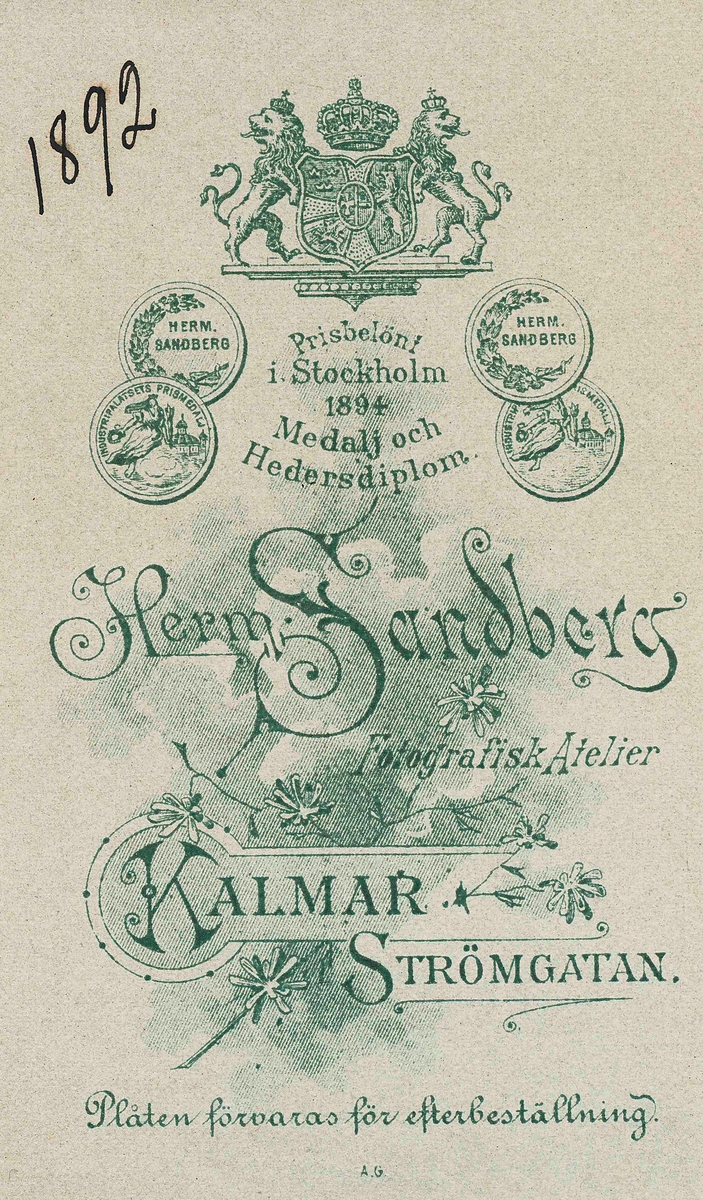 1892
HERM.
SANDBERG
INDUSTRIPALATSETS PRISMEDALJ
Prisbelönt
i. Stockholm
1894
Medalj och
Hedersdiplom.
HERM.
SANDBERG
Herm. Sandberg
Fotografisk Atelier
KALMAR
STRÖMGATAN.
Plåten förvaras för efterbeställning.
A.G.